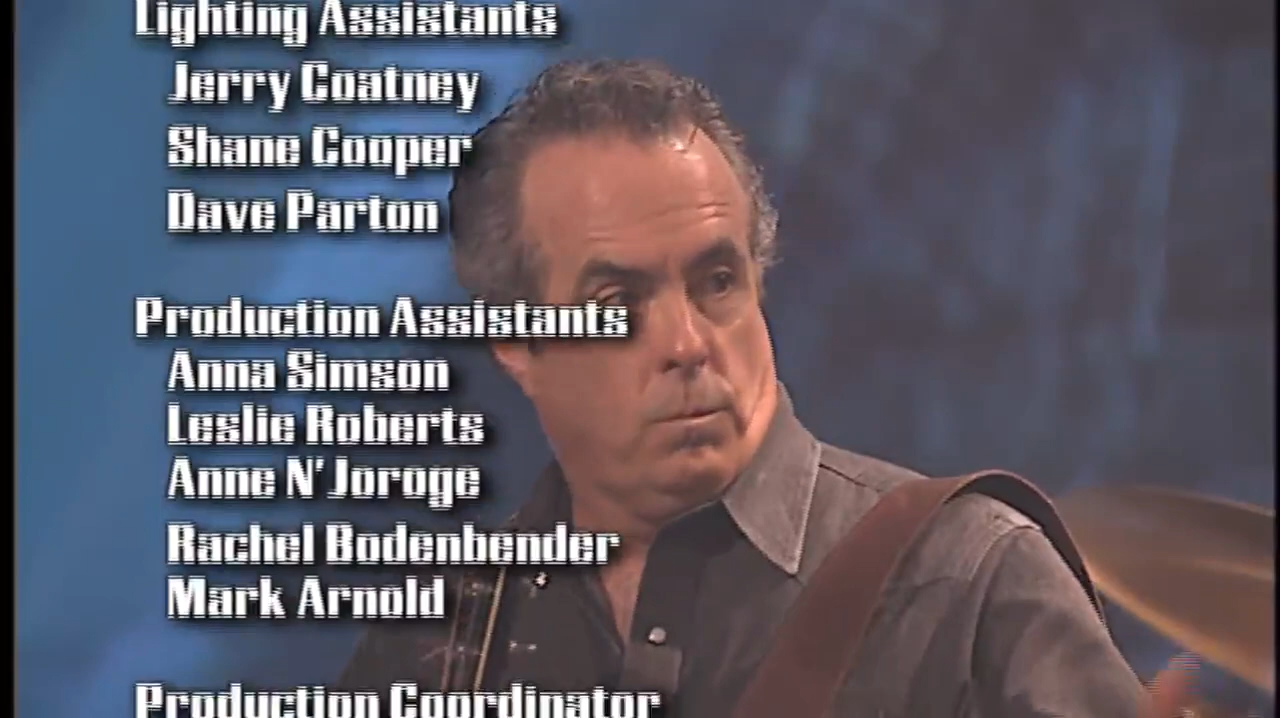 Lighting Assistants
Jerry Coatney
Shane Cooper
Dave Parton
Production Assistants
Anna Simson
Leslie Roberts
Anne N'Joroge
Rachel Bodenbender
Mark Arnold
Production Coordinator